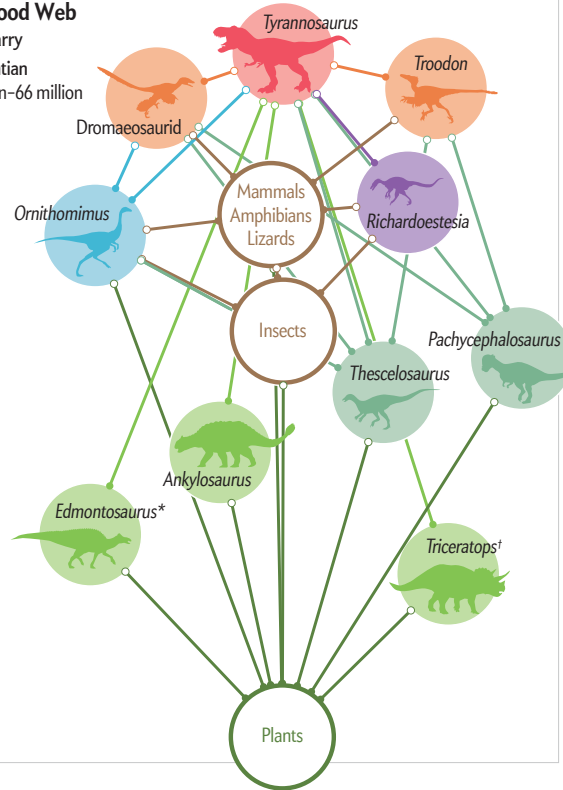 ood Web
arry
tian
n–66 million
Tyrannosaurus
Troodon
Dromaeosaurid
Mammals
Amphibians
Lizards
Ornithomimus
Richardoestesia
Insects
Pachycephalosaurus
Thescelosaurus
Ankylosaurus
Edmontosaurus*
Triceratops†
Plants